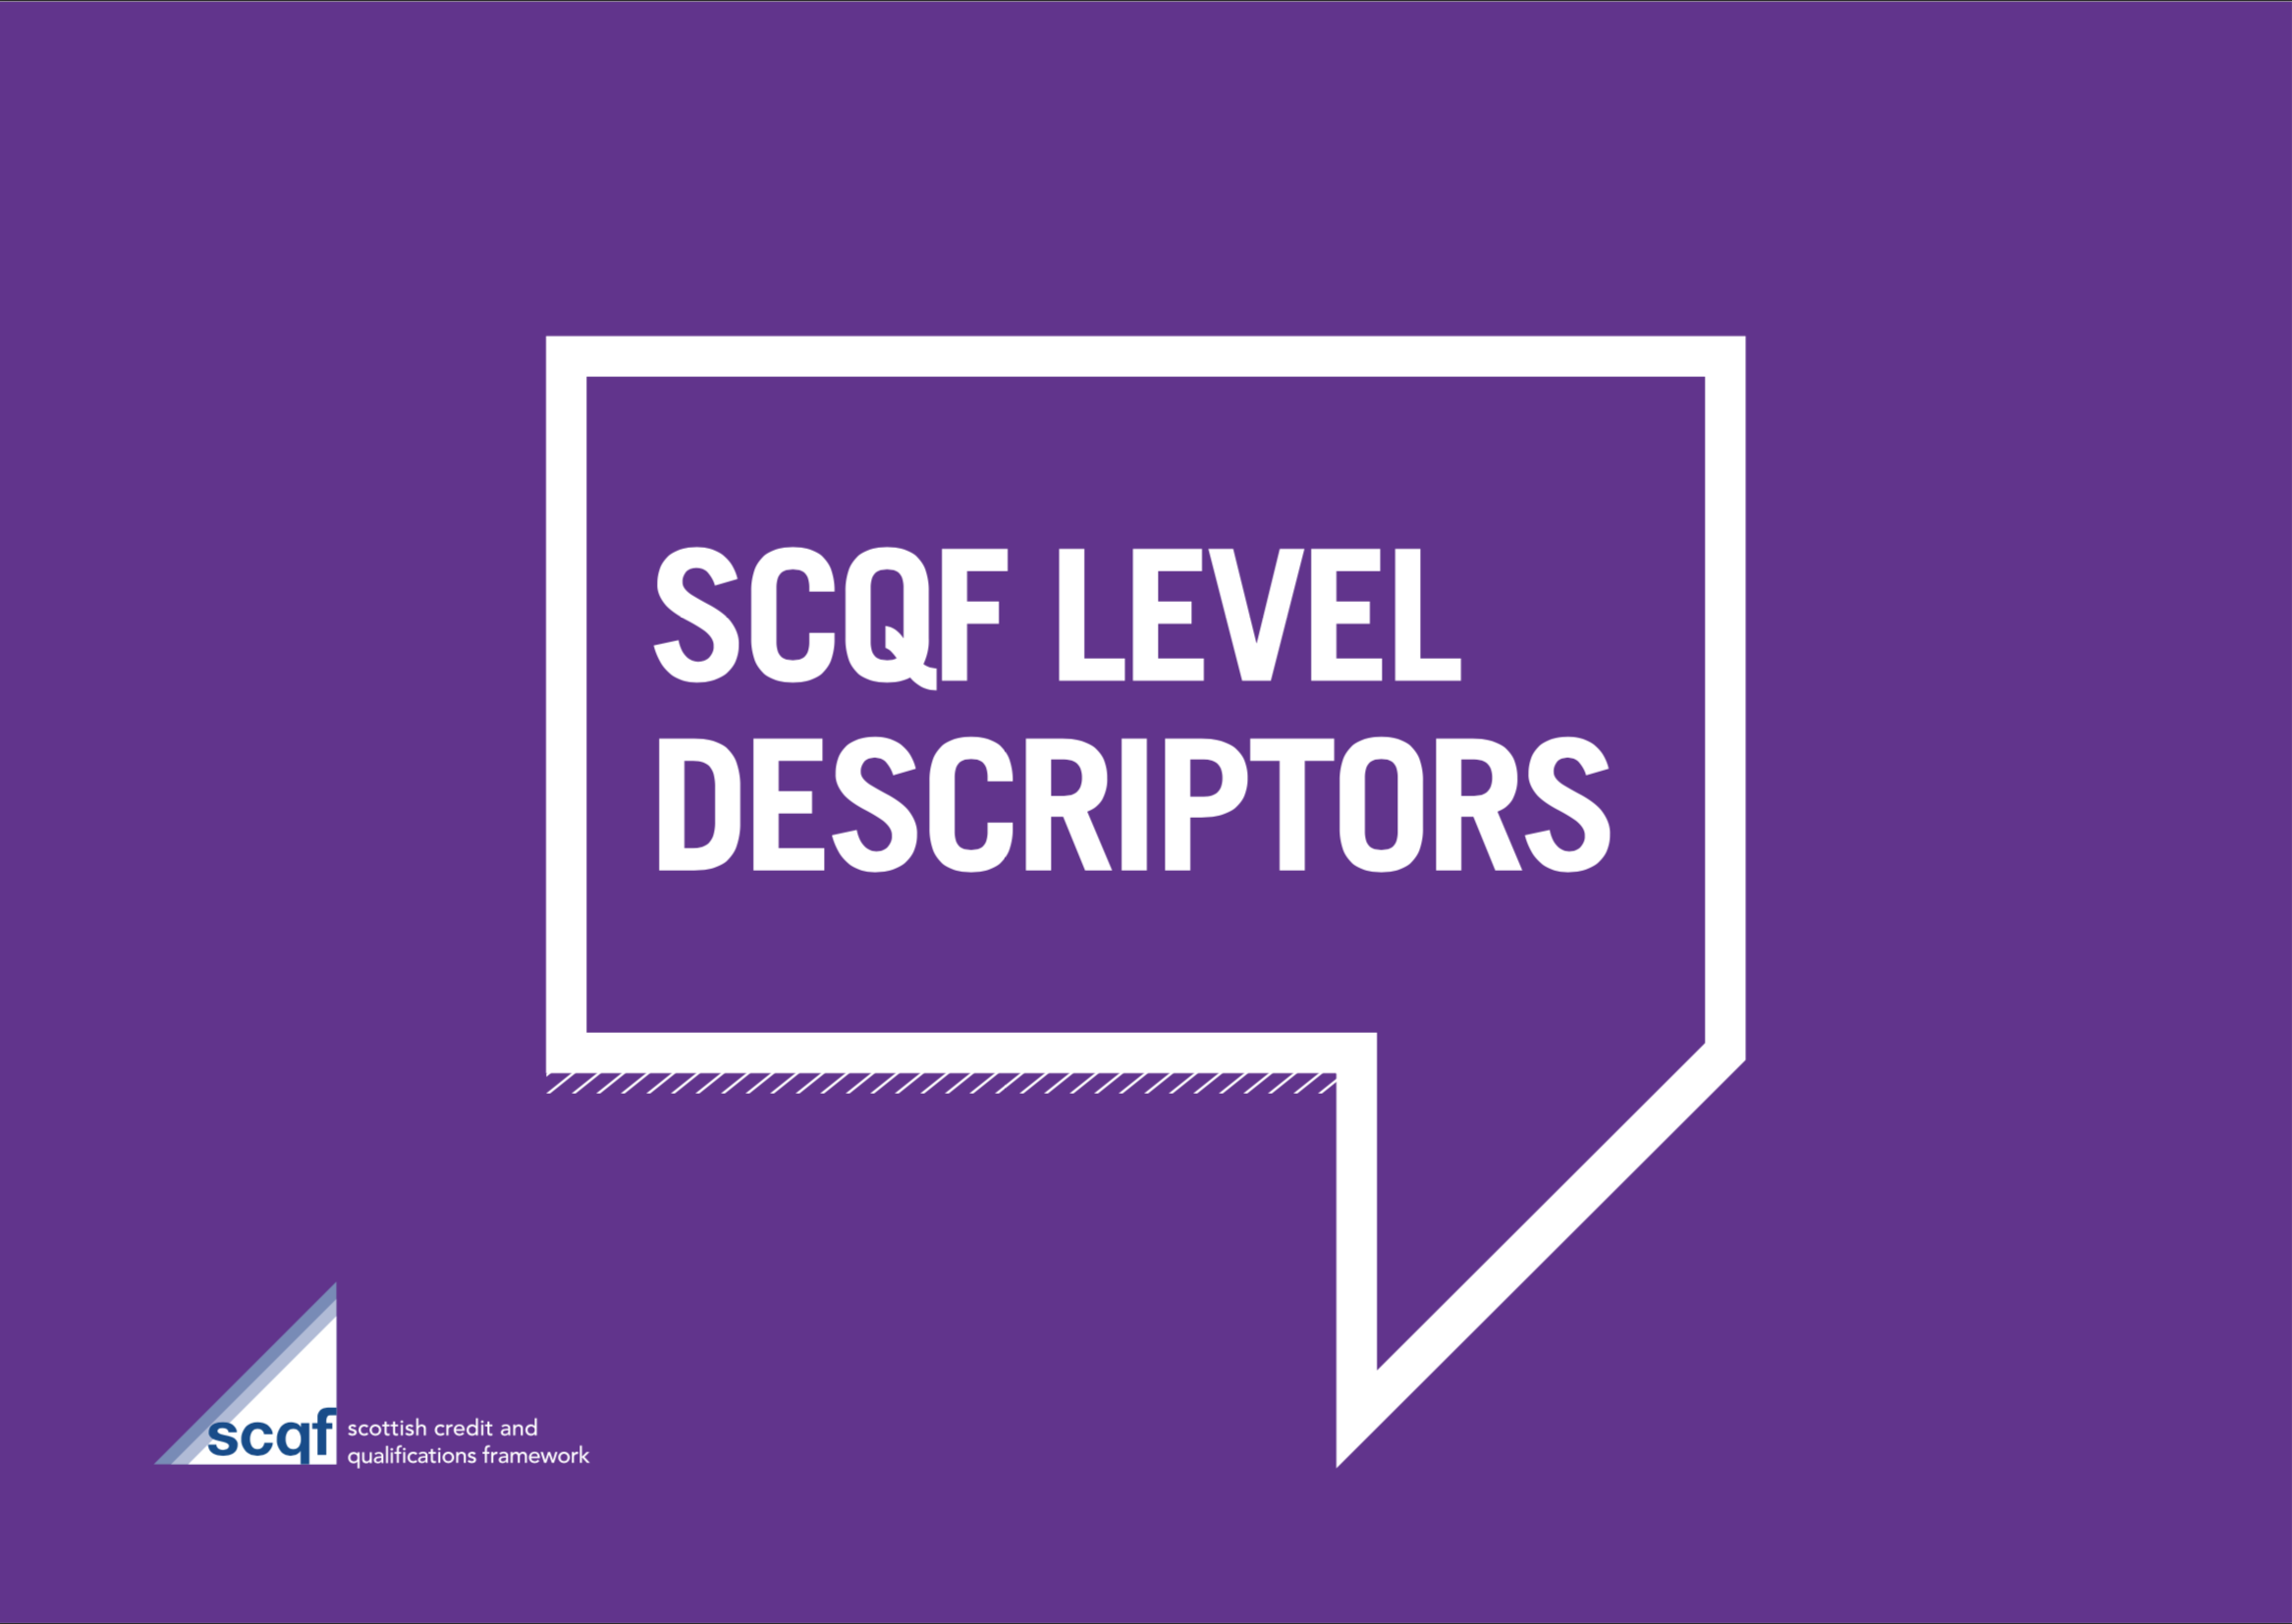 SCQF LEVEL
DESCRIPTORS
scqf
scottish credit and
qualifications framework